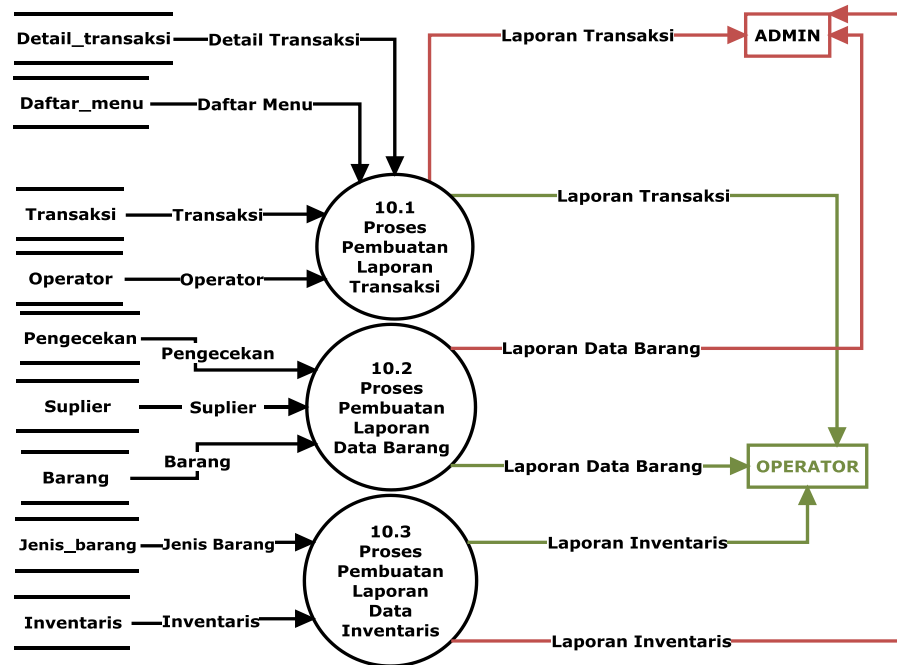 Detail_transaksi
Detail Transaksi
Laporan Transaksi
ADMIN
Daftar_menu
Daftar Menu
Transaksi
Transaksi
10.1
Proses
Pembuatan
Laporan
Transaksi
Laporan Transaksi
Operator
Operator
Pengecekan
Pengecekan
Laporan Data Barang
Suplier
Suplier
10.2
Proses
Pembuatan
Laporan
Data Barang
Barang
Barang
Laporan Data Barang
OPERATOR
Jenis_barang
Jenis Barang
10.3
Proses
Pembuatan
Laporan
Data
Inventaris
Laporan Inventaris
Inventaris
Inventaris
Laporan Inventaris